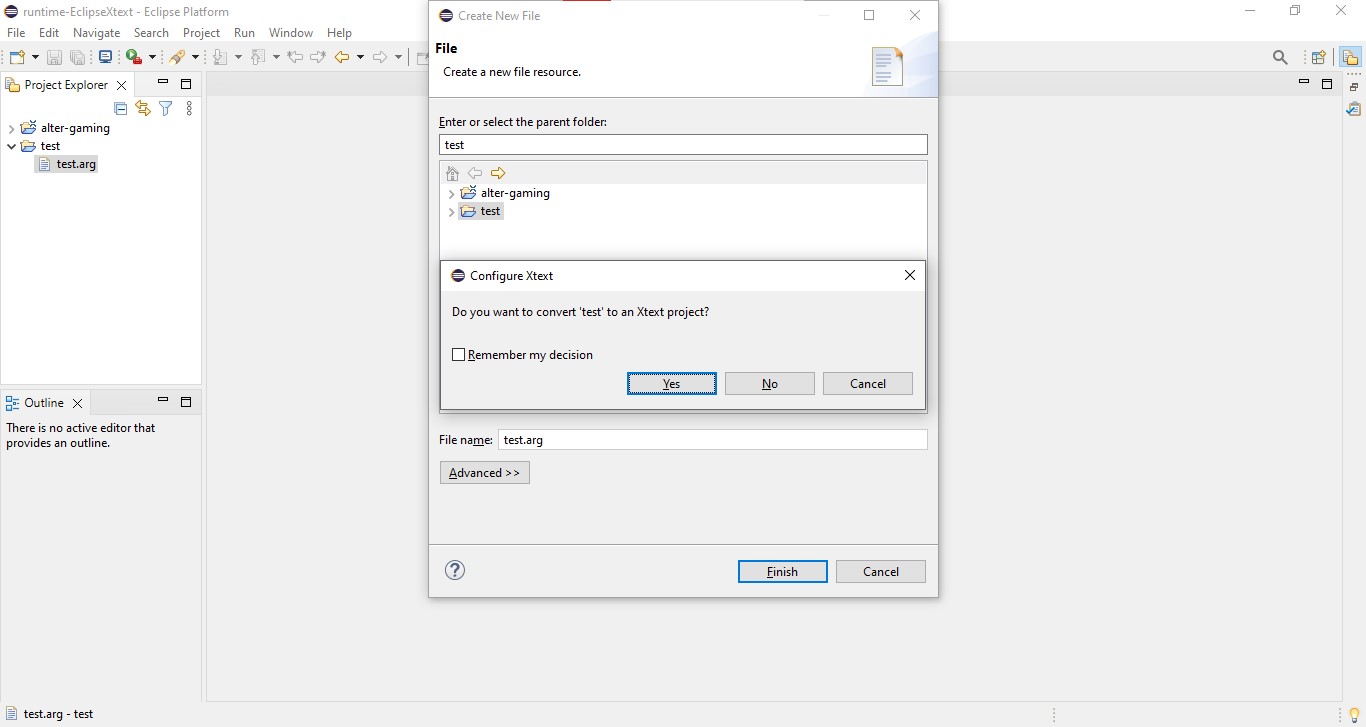 runtime-EclipseXtext - Eclipse Platform
File Edit Navigate Search Project Run Window Help
Project Explorer
alter-gaming
test
test.arg
Outline
There is no active editor that
provides an outline.
test.arg - test
Create New File
File
Create a new file resource.
Enter or select the parent folder:
test
alter-gaming
test
Configure Xtext
Do you want to convert 'test' to an Xtext project?
Remember my decision
Yes No Cancel
File name: test.arg
Advanced >>
Finish Cancel